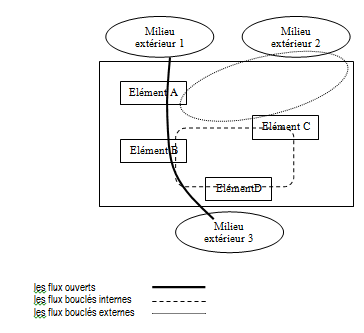 Milieu
extérieur 1
Milieu
extérieur 2
Elément A
Elément C
Elément B
ElémentD
Milieu
extérieur 3
les flux ouverts
les flux bouclés internes
les flux bouclés externes